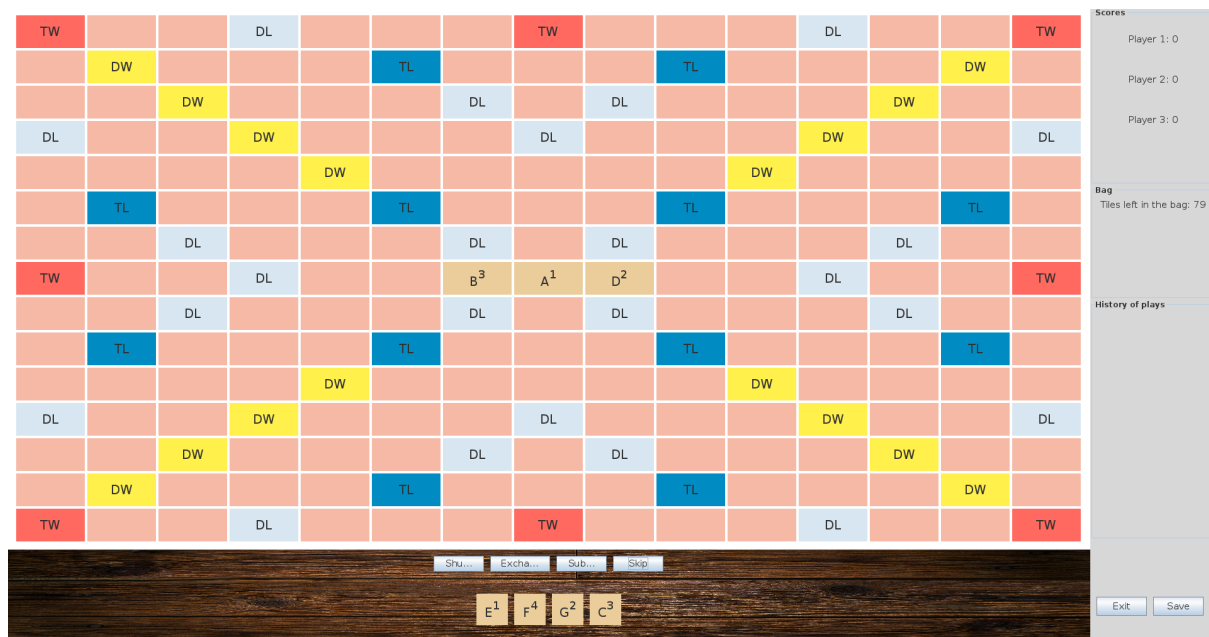 TW DL TW DL TW
DW TL TL DW
DW DL DL DW
DL DW DL DW DL
DW DW
TL TL TL TL
DL DL DL DL
TW DL B3 A1 D2 DL TW
DL DL DL DL
TL TL TL TL
DW DW
DL DW DL DW DL
DW DL DL DW
DW TL TL DW
TW DL TW DL TW
Shu... Excha... Sub... Skip
E1 F4 G2 C3
Scores
Player 1: 0
Player 2: 0
Player 3: 0
Bag
Tiles left in the bag: 79
History of plays
Exit Save